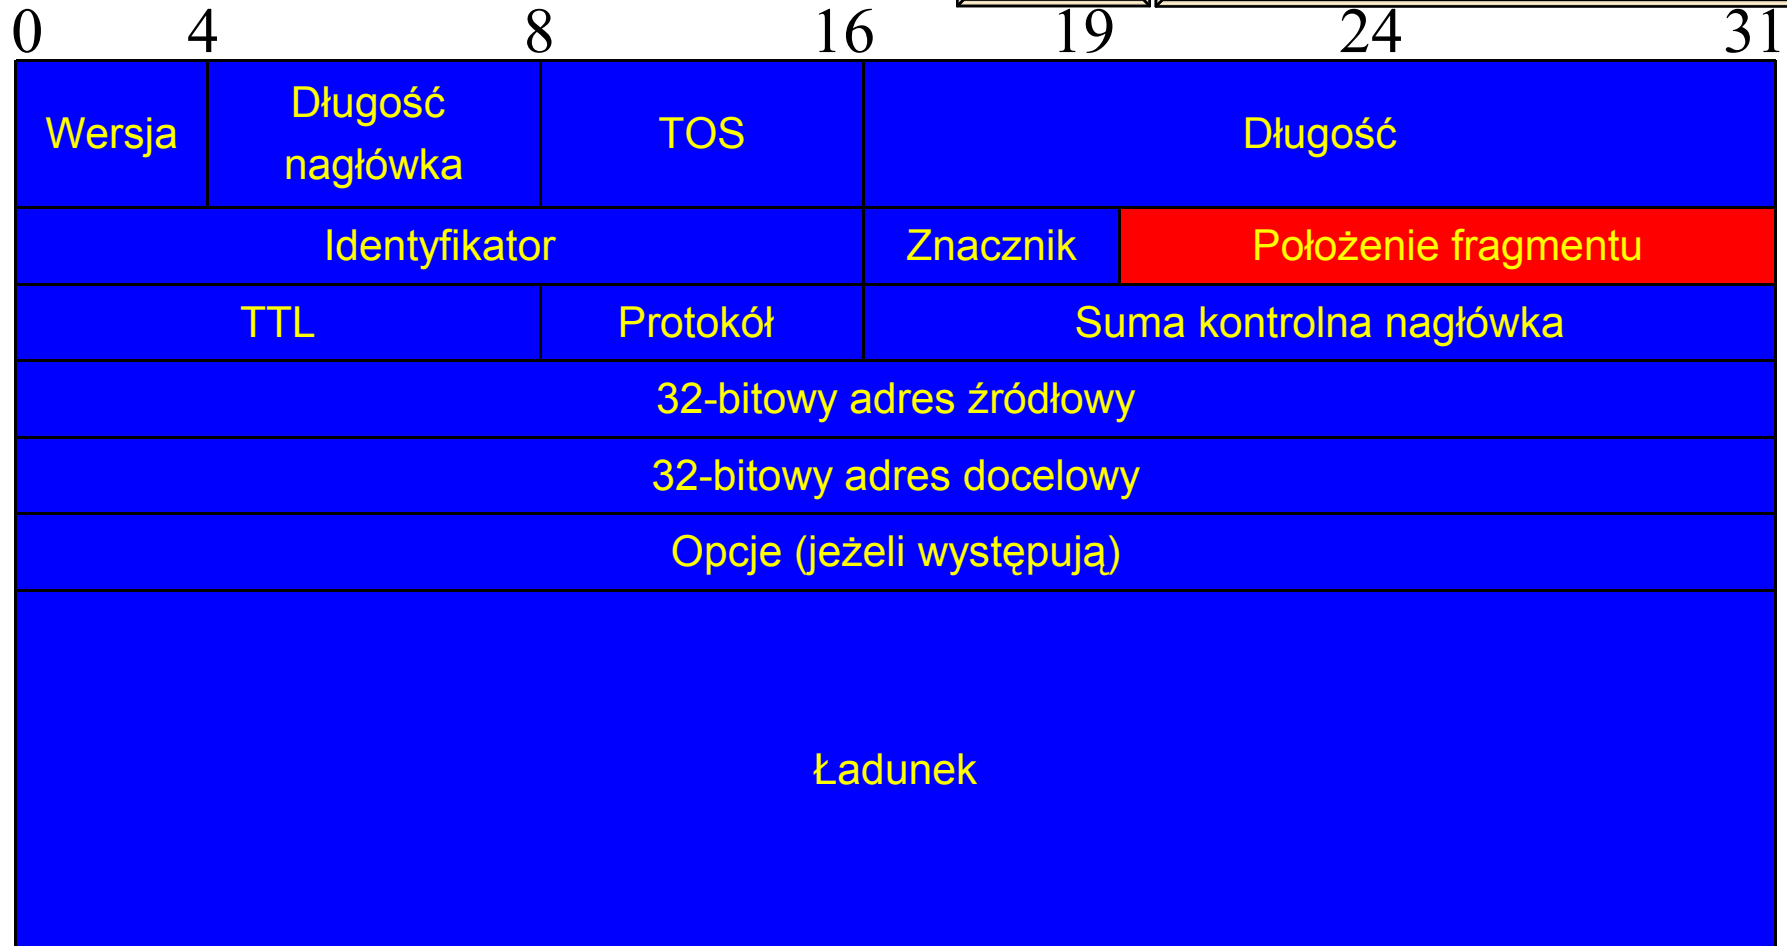 0 4 8 16 19 24 31
Wersja
Długość
nagłówka
TOS
Długość
Identyfikator
Znacznik
Położenie fragmentu
TTL
Protokół
Suma kontrolna nagłówka
32-bitowy adres źródłowy
32-bitowy adres docelowy
Opcje (jeżeli występują)
Ładunek